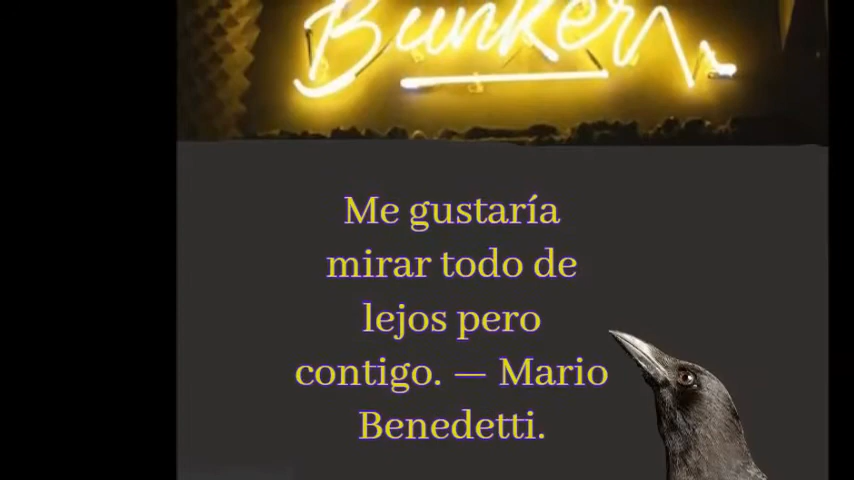 Bunker
Me gustaría
mirar todo de
lejos pero
contigo. — Mario
Benedetti.